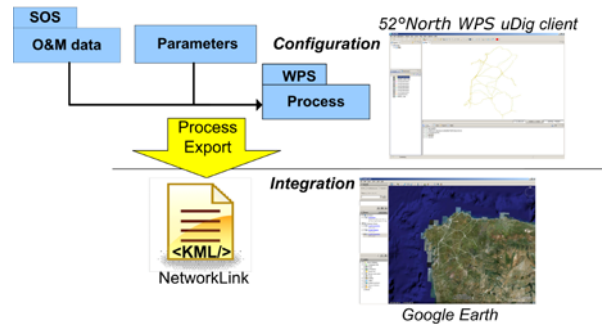 SOS
O&M data
Parameters
Configuration
52°North WPS uDig client
WPS
Process
Process
Export
Integration
<KML/>
NetworkLink
Google Earth